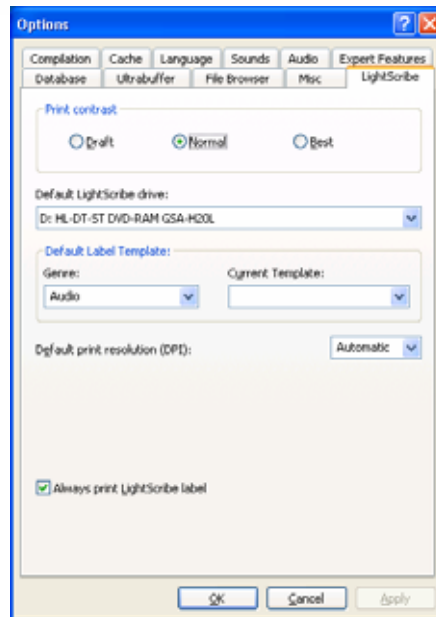 Options
Compilation Cache Language Sounds Audio Expert Features
Database Ultrabuffer File Browser Misc LightScribe
Print contrast
Draft Normal Best
Default LightScribe drive:
D: HL-DT-ST DVD-RAM GSA-H20L
Default Label Template:
Genre: Current Template:
Audio
Default print resolution (DPI): Automatic
Always print LightScribe label
OK Cancel Apply